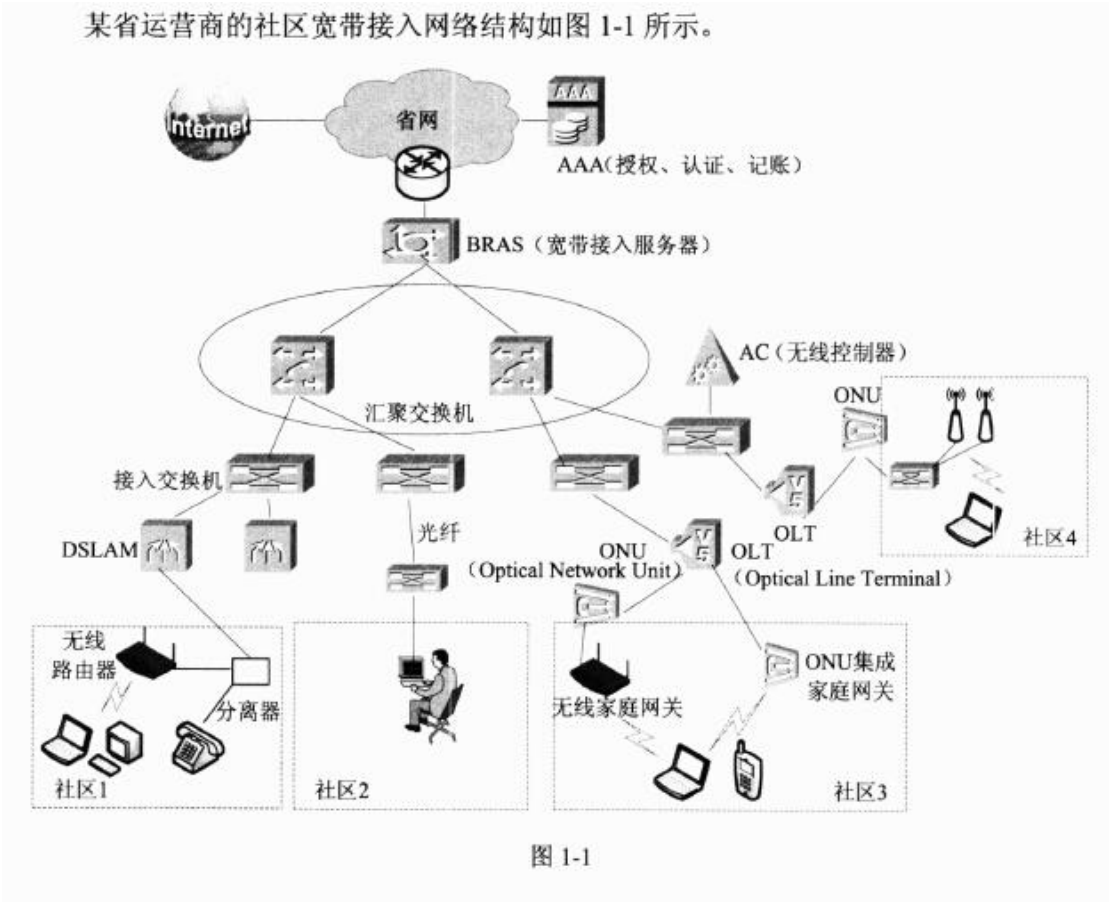 某省运营商的社区宽带接入网络结构如图 1-1 所示。
Internet
省网
AAA
AAA（授权、认证、记账）
BRAS（宽带接入服务器）
AC（无线控制器）
ONU
汇聚交换机
接入交换机
DSLAM
光纤
OLT
社区4
ONU
（Optical Network Unit）
OLT
（Optical Line Terminal）
无线
路由器
分离器
社区1
社区2
无线家庭网关
ONU集成
家庭网关
社区3
图 1-1